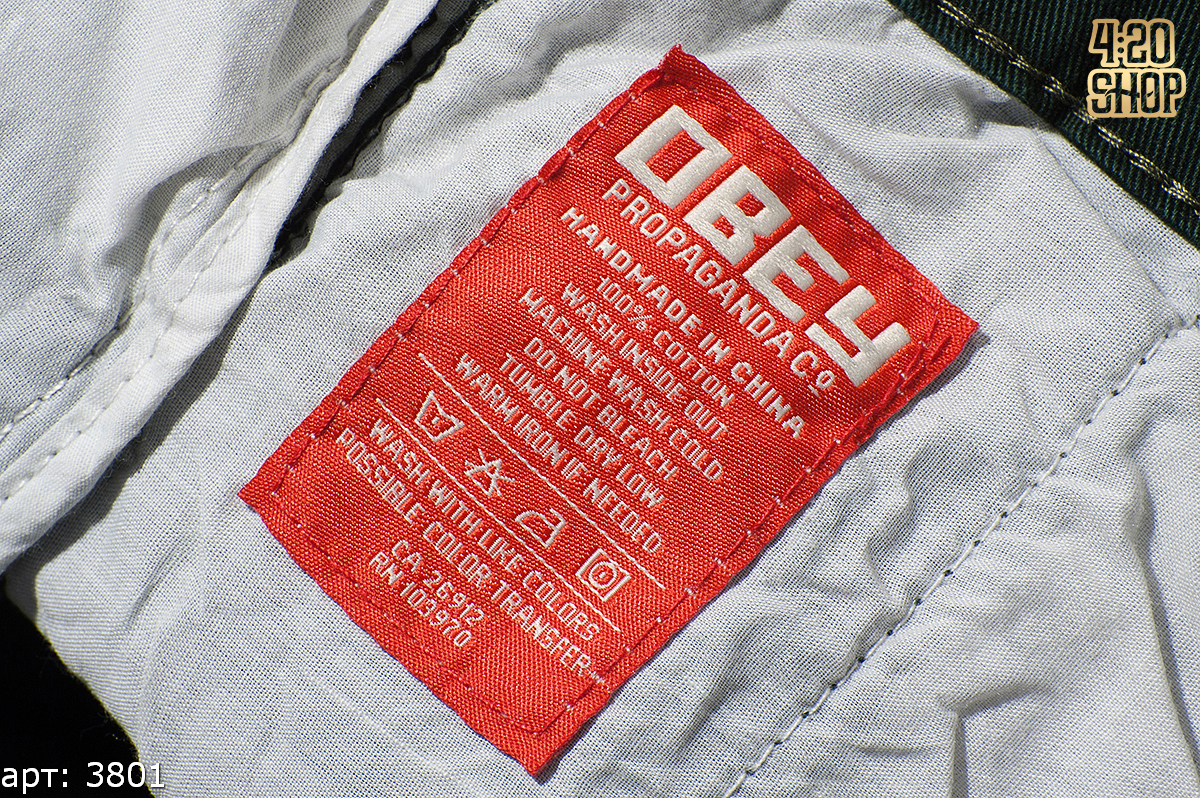 4:20
SHOP
OBEY
PROPAGANDA Cº
HANDMADE IN CHINA
100% COTTON
WASH INSIDE OUT
MACHINE WASH COLD
DO NOT BLEACH
TUMBLE DRY LOW
WARM IRON IF NEEDED
WASH WITH LIKE COLORS
POSSIBLE COLOR TRANSFER
CA 26912
RN 103970
арт: 3801